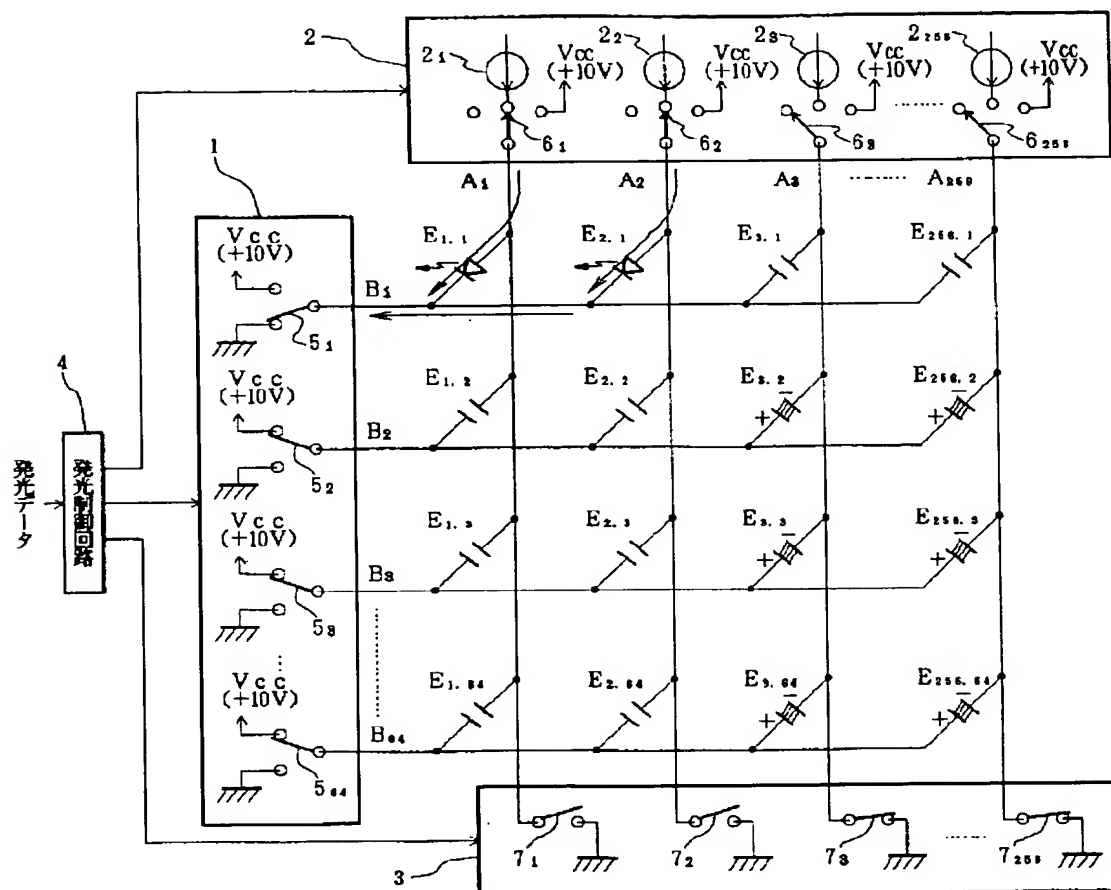 2
2₁ 2₂ 2₃ 2₂₅₆
Vcc Vcc Vcc Vcc
(+10V) (+10V) (+10V) (+10V)
6₁ 6₂ 6₃ 6₂₅₆
1
A₁ A₂ A₃ A₂₅₆
Vcc
(+10V)
E₁.₁ E₂.₁ E₃.₁ E₂₅₆.₁
B₁
5₁
4
Vcc
(+10V)
E₁.₂ E₂.₂ E₃.₂ E₂₅₆.₂
+ − + −
B₂
5₂
発光データ
発光制御回路
Vcc
(+10V)
E₁.₃ E₂.₃ E₃.₃ E₂₅₆.₃
+ − + −
B₃
5₃
Vcc
(+10V)
E₁.₆₄ E₂.₆₄ E₃.₆₄ E₂₅₆.₆₄
+ − + −
B₆₄
5₆₄
7₁ 7₂ 7₃ 7₂₅₆
3